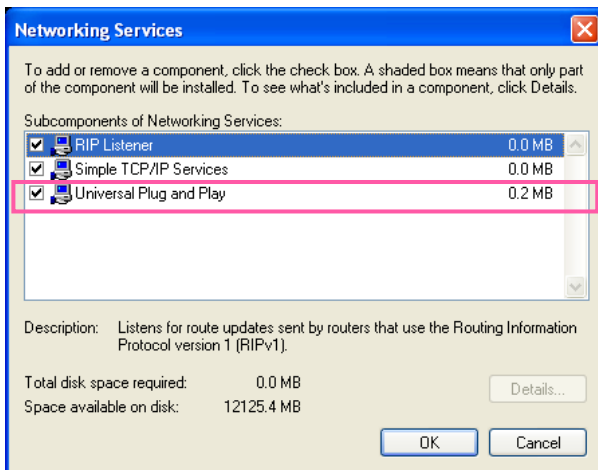 Networking Services
To add or remove a component, click the check box. A shaded box means that only part
of the component will be installed. To see what's included in a component, click Details.
Subcomponents of Networking Services:
RIP Listener 0.0 MB
Simple TCP/IP Services 0.0 MB
Universal Plug and Play 0.2 MB
Description: Listens for route updates sent by routers that use the Routing Information
Protocol version 1 (RIPv1).
Total disk space required: 0.0 MB
Details...
Space available on disk: 12125.4 MB
OK Cancel